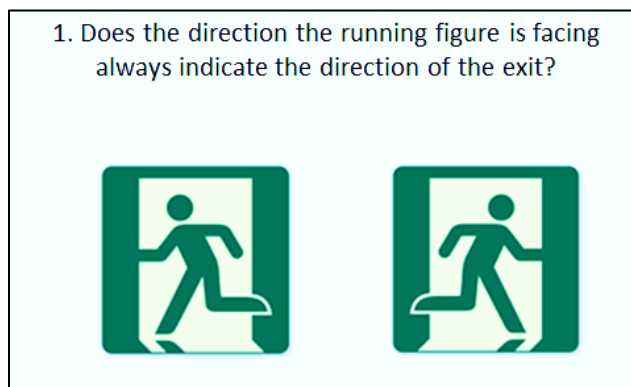 1. Does the direction the running figure is facing
always indicate the direction of the exit?